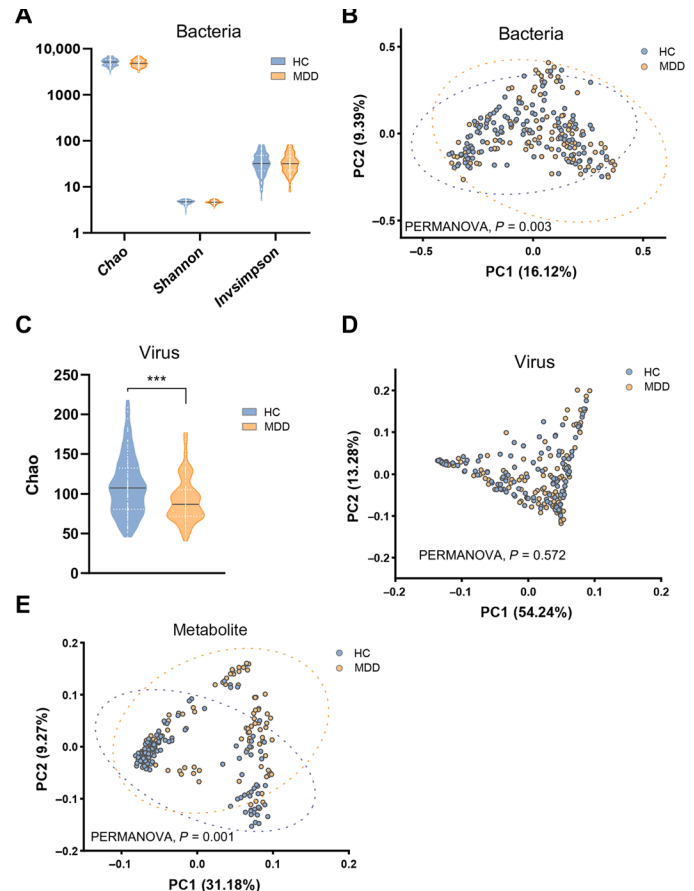 A
Bacteria
10,000
1000
100
10
1
HC
MDD
Chao
Shannon
Invsimpson
B
Bacteria
HC
MDD
PC2 (9.39%)
0.5
0.0
−0.5
PERMANOVA, P = 0.003
−0.5
0.0
0.5
PC1 (16.12%)
C
Virus
***
HC
MDD
Chao
250
200
150
100
50
0
D
Virus
HC
MDD
PC2 (13.28%)
0.2
0.1
0.0
−0.1
−0.2
PERMANOVA, P = 0.572
−0.2
−0.1
0.0
0.1
0.2
PC1 (54.24%)
E
Metabolite
HC
MDD
PC2 (9.27%)
0.2
0.1
0.0
−0.1
−0.2
PERMANOVA, P = 0.001
−0.1
0.0
0.1
0.2
PC1 (31.18%)